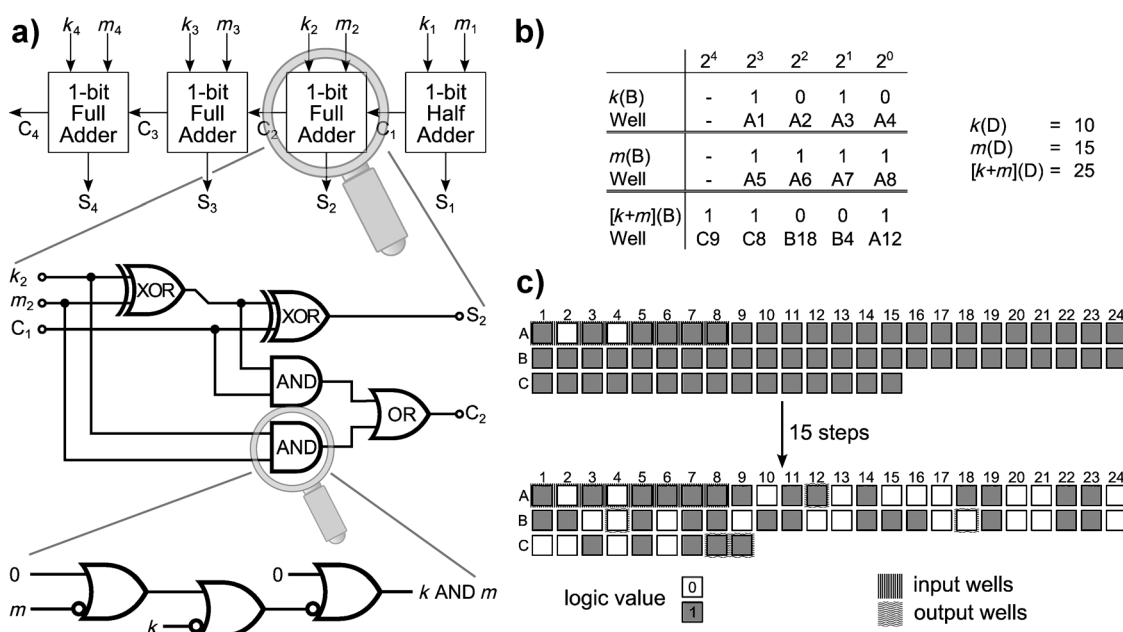 a)
k4 m4 k3 m3 k2 m2 k1 m1
1-bit Full Adder 1-bit Full Adder 1-bit Full Adder 1-bit Half Adder
C4 C3 C2 C1
S4 S3 S2 S1
k2
m2
C1
XOR
XOR
S2
AND
OR
C2
AND
0
m
k
0
k AND m
b)
2^4 2^3 2^2 2^1 2^0
k(B) - 1 0 1 0
Well - A1 A2 A3 A4
m(B) - 1 1 1 1
Well - A5 A6 A7 A8
[k+m](B) 1 1 0 0 1
Well C9 C8 B18 B4 A12
k(D) = 10
m(D) = 15
[k+m](D) = 25
c)
1 2 3 4 5 6 7 8 9 10 11 12 13 14 15 16 17 18 19 20 21 22 23 24
A
B
C
15 steps
1 2 3 4 5 6 7 8 9 10 11 12 13 14 15 16 17 18 19 20 21 22 23 24
A
B
C
logic value
0
1
input wells
output wells